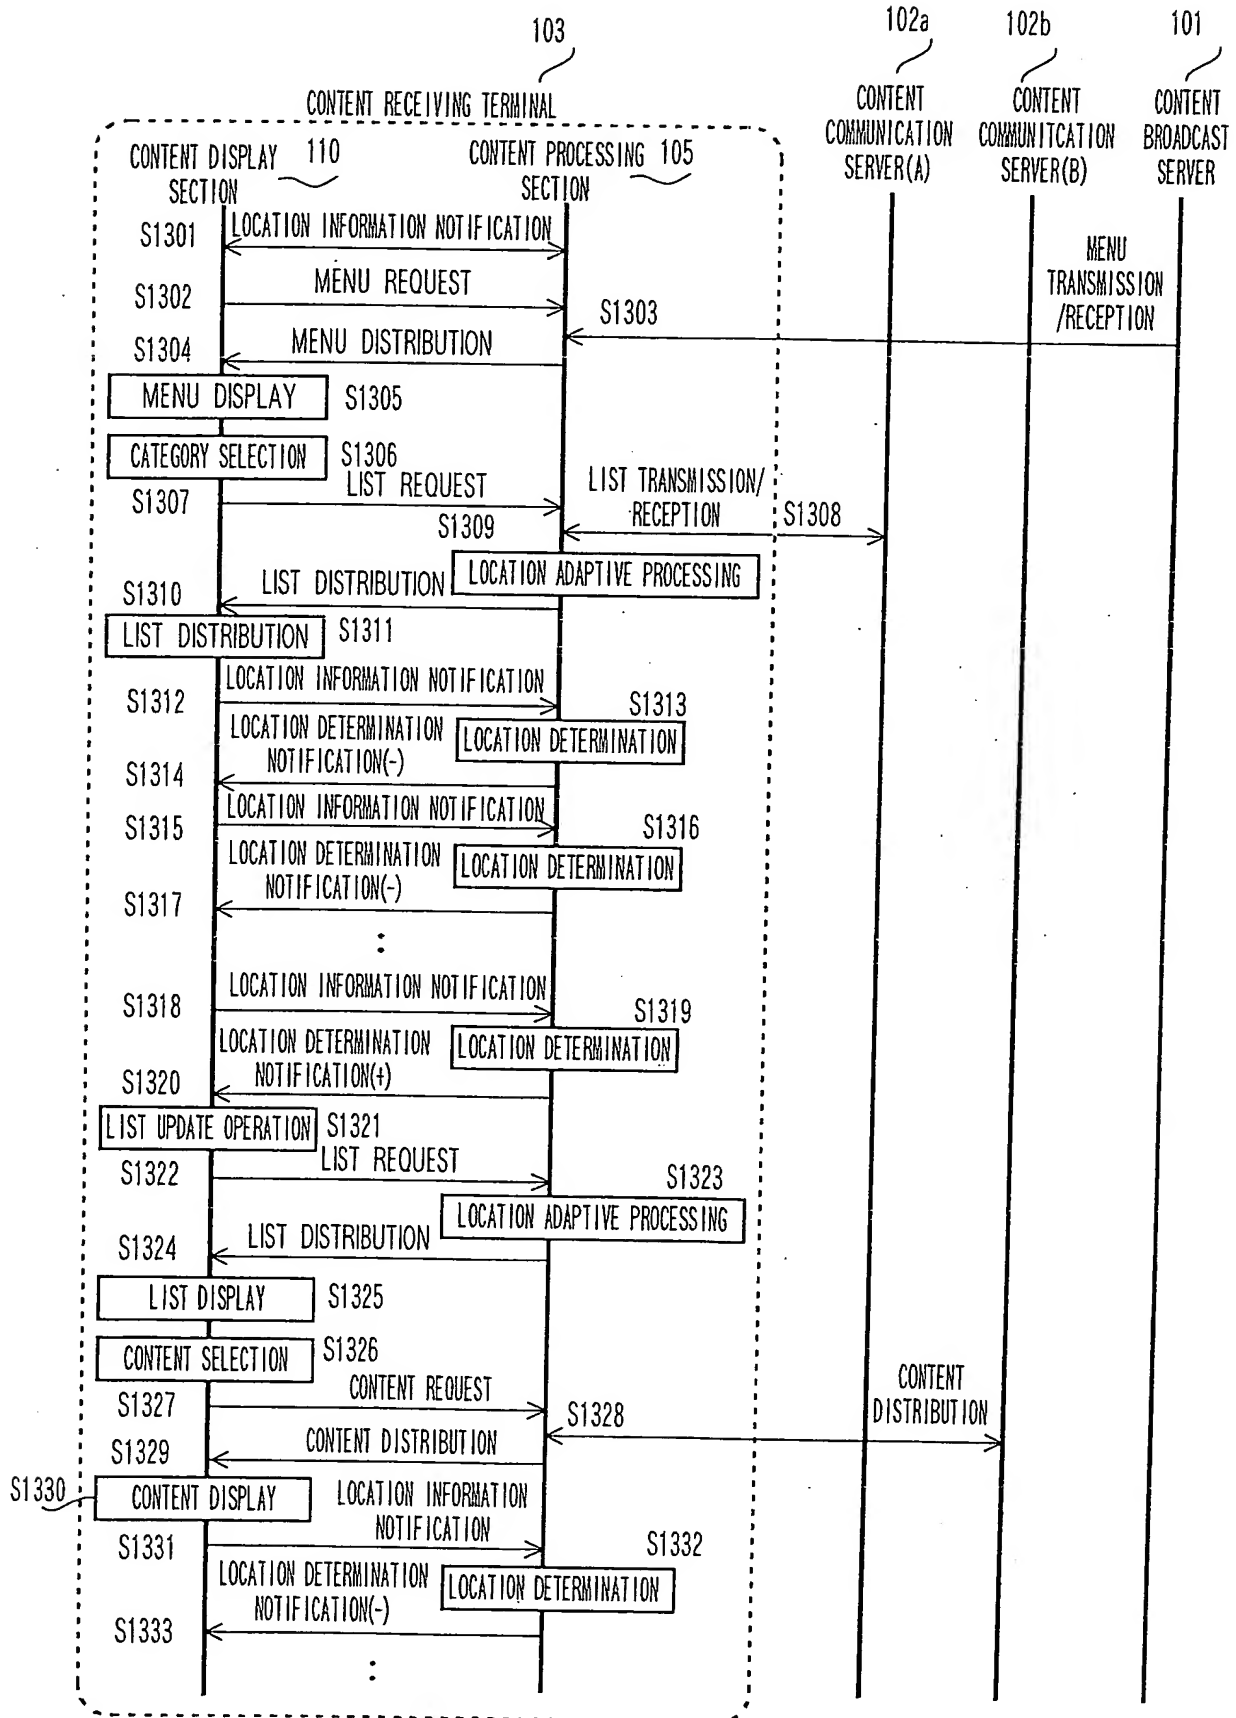 103
102a
102b
101
CONTENT RECEIVING TERMINAL
CONTENT
COMMUNICATION
SERVER(A)
CONTENT
COMMUNITCATION
SERVER(B)
CONTENT
BROADCAST
SERVER
CONTENT DISPLAY
SECTION
110
CONTENT PROCESSING
SECTION
105
S1301
LOCATION INFORMATION NOTIFICATION
S1302
MENU REQUEST
S1303
MENU
TRANSMISSION
/RECEPTION
S1304
MENU DISTRIBUTION
MENU DISPLAY
S1305
CATEGORY SELECTION
S1306
S1307
LIST REQUEST
LIST TRANSMISSION/
RECEPTION
S1308
S1309
LOCATION ADAPTIVE PROCESSING
S1310
LIST DISTRIBUTION
LIST DISTRIBUTION
S1311
S1312
LOCATION INFORMATION NOTIFICATION
S1313
LOCATION DETERMINATION
S1314
LOCATION DETERMINATION
NOTIFICATION(-)
S1315
LOCATION INFORMATION NOTIFICATION
S1316
LOCATION DETERMINATION
S1317
LOCATION DETERMINATION
NOTIFICATION(-)
:
S1318
LOCATION INFORMATION NOTIFICATION
S1319
LOCATION DETERMINATION
S1320
LOCATION DETERMINATION
NOTIFICATION(+)
LIST UPDATE OPERATION
S1321
S1322
LIST REQUEST
S1323
LOCATION ADAPTIVE PROCESSING
S1324
LIST DISTRIBUTION
LIST DISPLAY
S1325
CONTENT SELECTION
S1326
S1327
CONTENT REQUEST
S1328
CONTENT
DISTRIBUTION
S1329
CONTENT DISTRIBUTION
S1330
CONTENT DISPLAY
S1331
LOCATION INFORMATION
NOTIFICATION
S1332
LOCATION DETERMINATION
S1333
LOCATION DETERMINATION
NOTIFICATION(-)
: